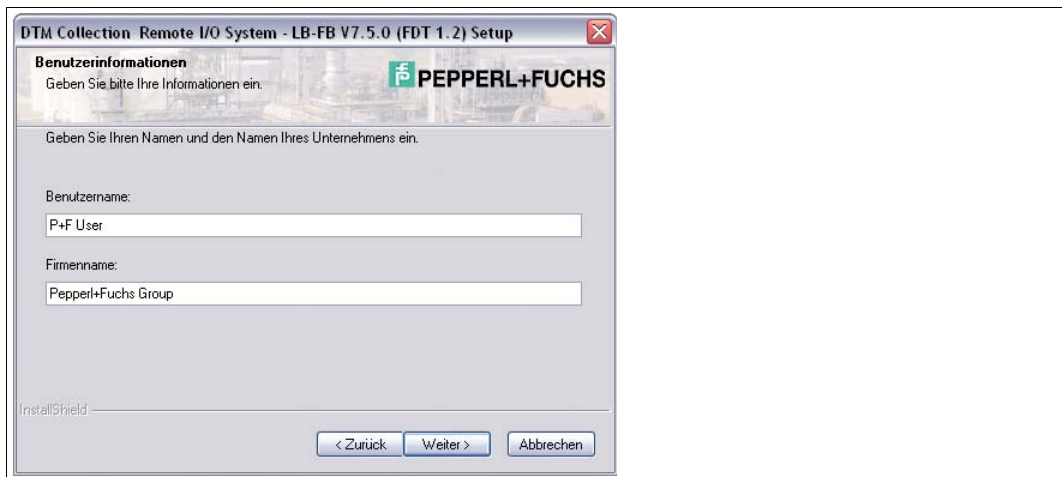 DTM Collection Remote I/O System - LB-FB V7.5.0 (FDT 1.2) Setup
Benutzerinformationen
Geben Sie bitte Ihre Informationen ein.
PEPPERL+FUCHS
Geben Sie Ihren Namen und den Namen Ihres Unternehmens ein.
Benutzername:
P+F User
Firmenname:
Pepperl+Fuchs Group
InstallShield
< Zurück
Weiter >
Abbrechen